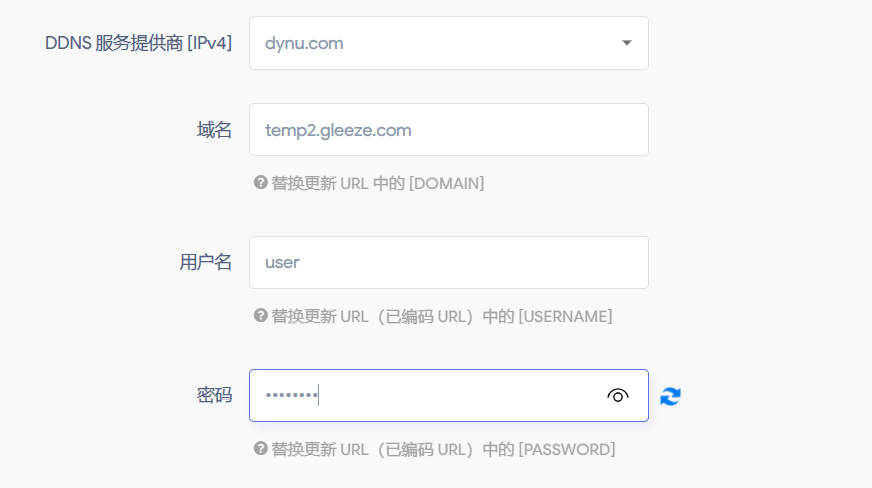 DDNS 服务提供商 [IPv4] dynu.com
域名 temp2.gleeze.com
替换更新 URL 中的 [DOMAIN]
用户名 user
替换更新 URL（已编码 URL）中的 [USERNAME]
密码 ••••••••
替换更新 URL（已编码 URL）中的 [PASSWORD]